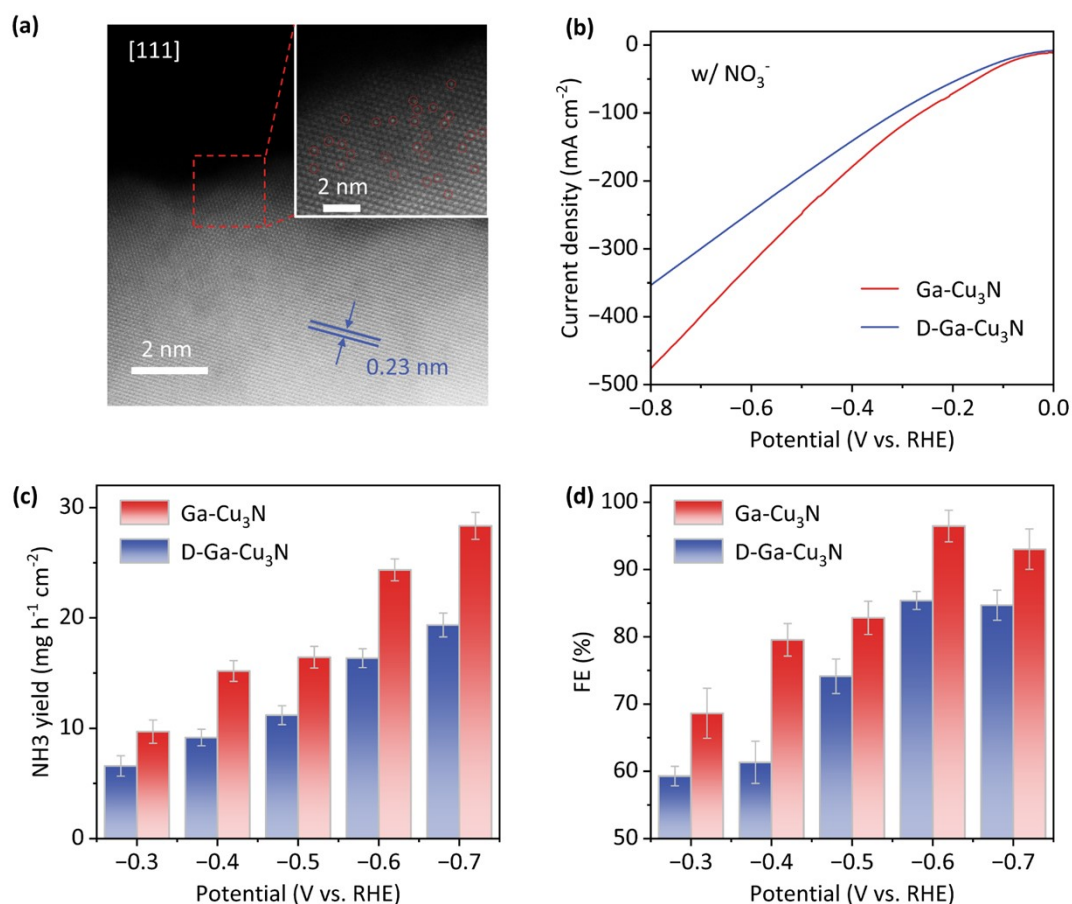 (a)
[111]
2 nm
2 nm
0.23 nm
(b)
w/ NO₃⁻
Ga-Cu₃N
D-Ga-Cu₃N
Current density (mA cm⁻²)
0
−100
−200
−300
−400
−500
−0.8
−0.6
−0.4
−0.2
0.0
Potential (V vs. RHE)
(c)
Ga-Cu₃N
D-Ga-Cu₃N
NH3 yield (mg h⁻¹ cm⁻²)
30
20
10
0
−0.3
−0.4
−0.5
−0.6
−0.7
Potential (V vs. RHE)
(d)
Ga-Cu₃N
D-Ga-Cu₃N
FE (%)
100
90
80
70
60
50
−0.3
−0.4
−0.5
−0.6
−0.7
Potential (V vs. RHE)